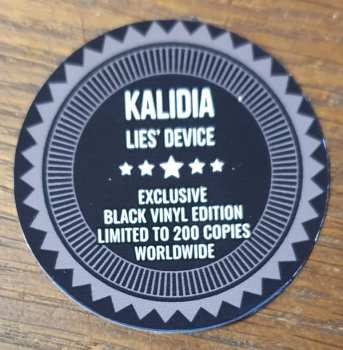 KALIDIA
LIES' DEVICE
EXCLUSIVE
BLACK VINYL EDITION
LIMITED TO 200 COPIES
WORLDWIDE